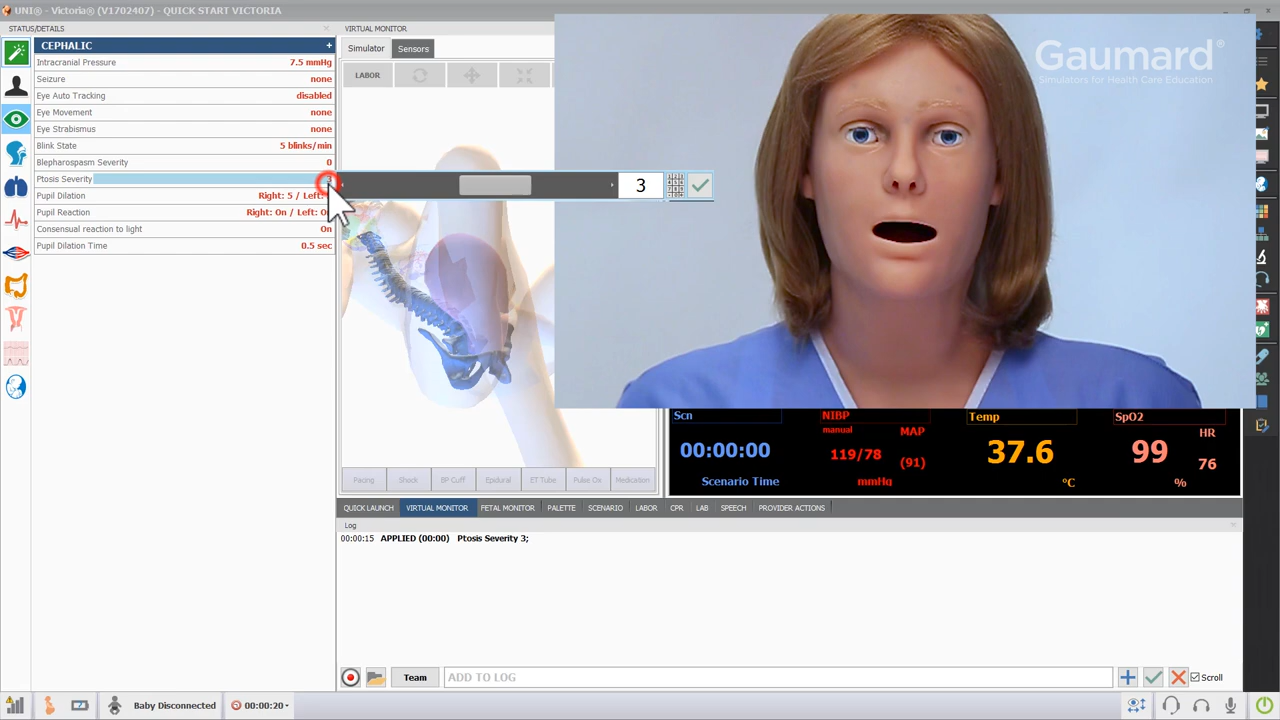 UNI® - Victoria® (V1702407) - QUICK START VICTORIA
STATUS/DETAILS
CEPHALIC
Intracranial Pressure 7.5 mmHg
Seizure none
Eye Auto Tracking disabled
Eye Movement none
Eye Strabismus none
Blink State 5 blinks/min
Blepharospasm Severity 0
Ptosis Severity 3
Pupil Dilation Right: 5 / Left:
Pupil Reaction Right: On / Left:
Consensual reaction to light On
Pupil Dilation Time 0.5 sec
VIRTUAL MONITOR
Simulator Sensors
LABOR
3
Gaumard®
Simulators for Health Care Education
Pacing Shock BP Cuff Epidural ET Tube Pulse Ox Medication
Scn NIBP Temp SpO2
manual MAP HR
00:00:00 119/78 (91) 37.6 99 76
Scenario Time mmHg °C %
QUICK LAUNCH VIRTUAL MONITOR FETAL MONITOR PALETTE SCENARIO LABOR CPR LAB SPEECH PROVIDER ACTIONS
Log
00:00:15 APPLIED (00:00) Ptosis Severity 3;
Team ADD TO LOG Scroll
Baby Disconnected 00:00:20